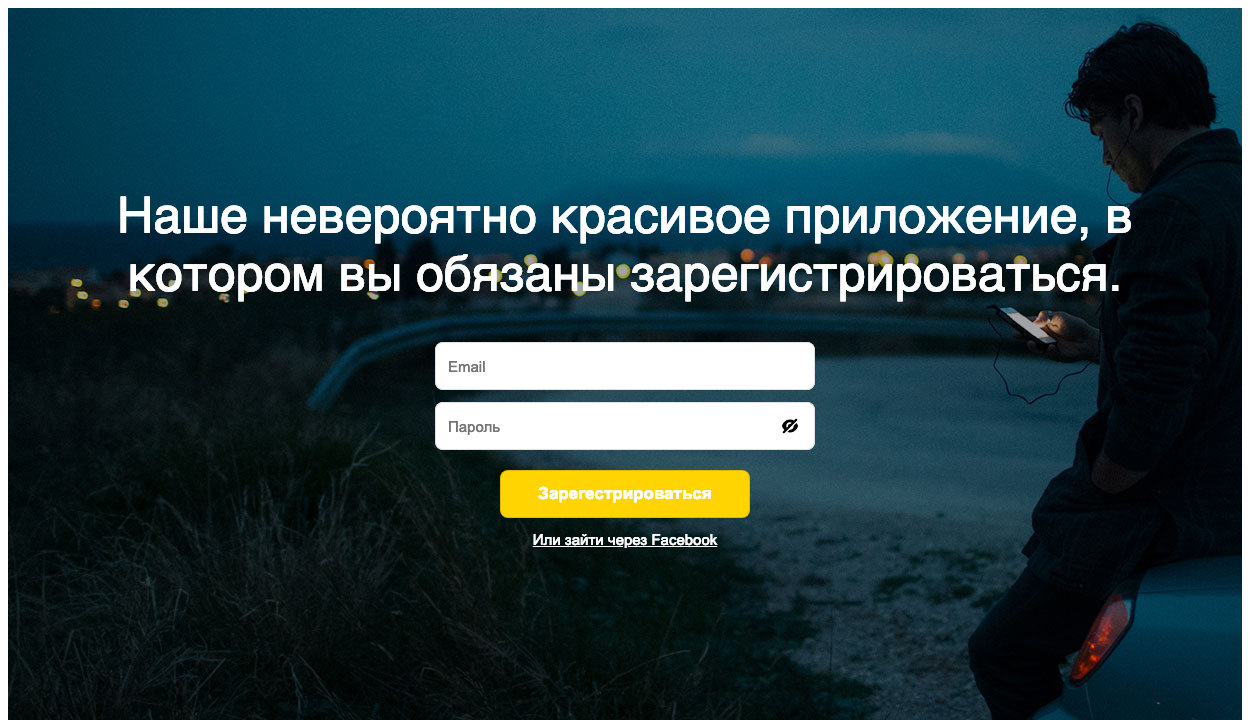 Наше невероятно красивое приложение, в
котором вы обязаны зарегистрироваться.
Email
Пароль
Зарегестрироваться
Или зайти через Facebook